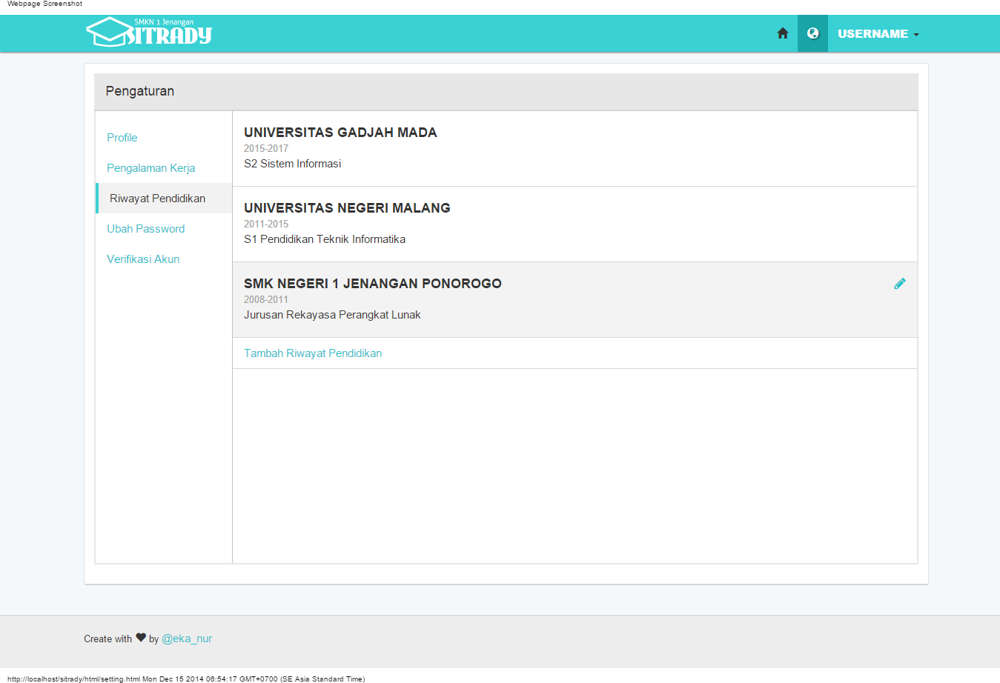 Webpage Screenshot
SMKN 1 Jenangan
SITRADY
USERNAME
Pengaturan
Profile
Pengalaman Kerja
Riwayat Pendidikan
Ubah Password
Verifikasi Akun
UNIVERSITAS GADJAH MADA
2015-2017
S2 Sistem Informasi
UNIVERSITAS NEGERI MALANG
2011-2015
S1 Pendidikan Teknik Informatika
SMK NEGERI 1 JENANGAN PONOROGO
2008-2011
Jurusan Rekayasa Perangkat Lunak
Tambah Riwayat Pendidikan
Create with by @eka_nur
http://localhost/sitrady/html/setting.html Mon Dec 15 2014 06:54:17 GMT+0700 (SE Asia Standard Time)